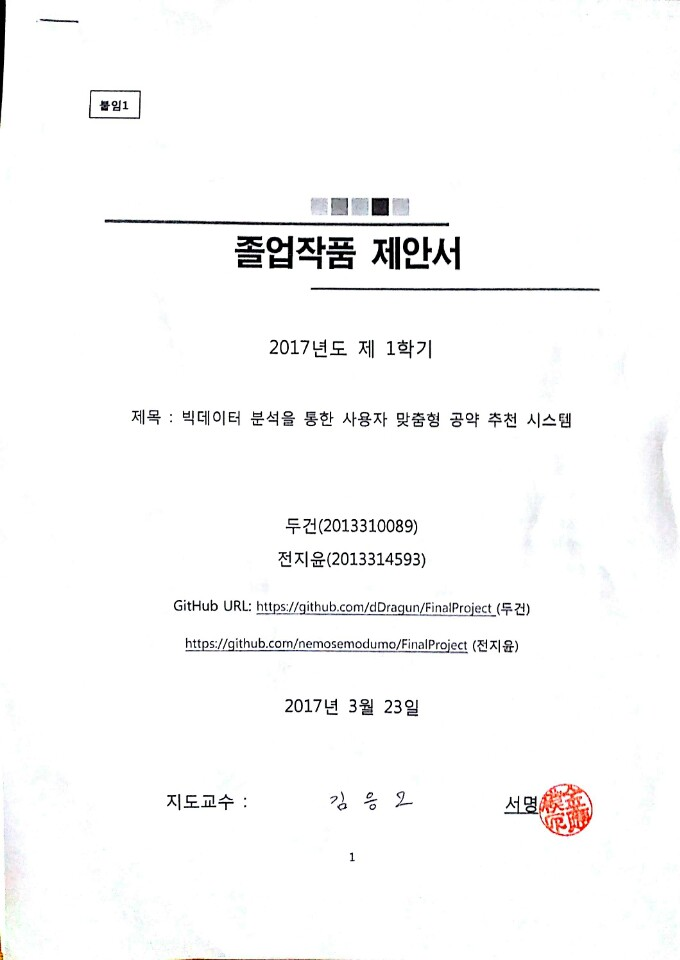 붙임1
졸업작품 제안서
2017년도 제 1학기
제목 : 빅데이터 분석을 통한 사용자 맞춤형 공약 추천 시스템
두건(2013310089)
전지윤(2013314593)
GitHub URL: https://github.com/dDragun/FinalProject (두건)
https://github.com/nemosemodumo/FinalProject (전지윤)
2017년 3월 23일
지도교수 : 김응모 서명
1